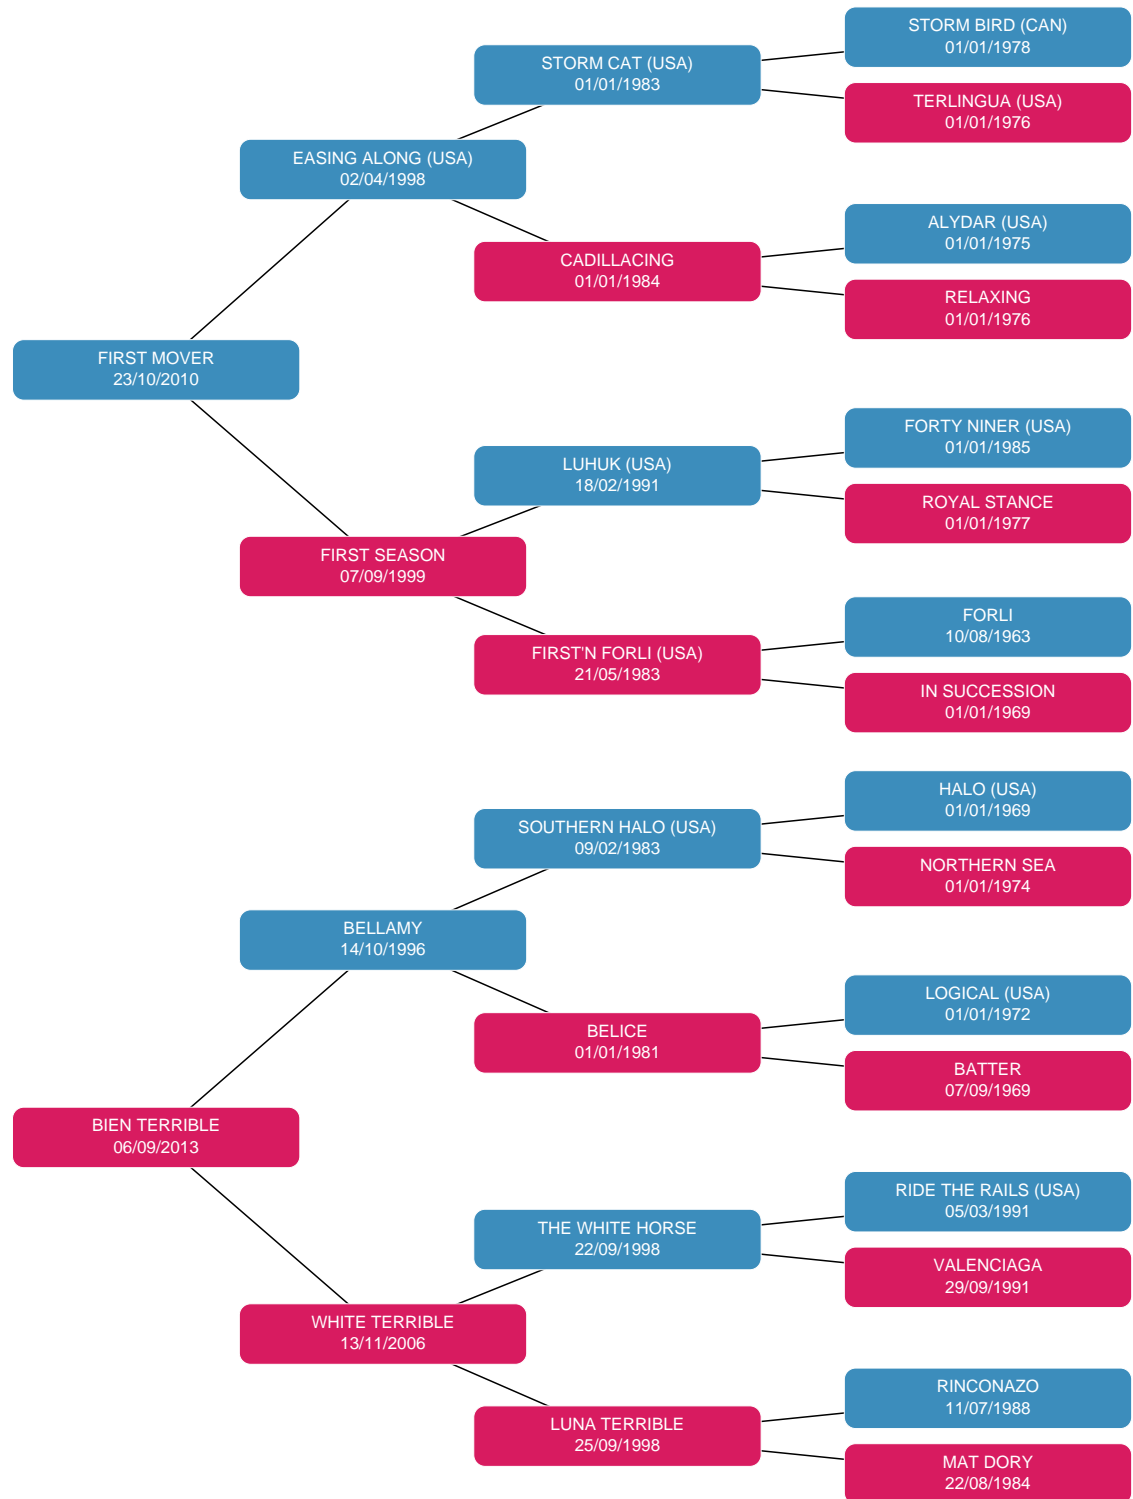 STORM BIRD (CAN)
01/01/1978
STORM CAT (USA)
01/01/1983
TERLINGUA (USA)
01/01/1976
EASING ALONG (USA)
02/04/1998
ALYDAR (USA)
01/01/1975
CADILLACING
01/01/1984
RELAXING
01/01/1976
FIRST MOVER
23/10/2010
FORTY NINER (USA)
01/01/1985
LUHUK (USA)
18/02/1991
ROYAL STANCE
01/01/1977
FIRST SEASON
07/09/1999
FORLI
10/08/1963
FIRST'N FORLI (USA)
21/05/1983
IN SUCCESSION
01/01/1969
HALO (USA)
01/01/1969
SOUTHERN HALO (USA)
09/02/1983
NORTHERN SEA
01/01/1974
BELLAMY
14/10/1996
LOGICAL (USA)
01/01/1972
BELICE
01/01/1981
BATTER
07/09/1969
BIEN TERRIBLE
06/09/2013
RIDE THE RAILS (USA)
05/03/1991
THE WHITE HORSE
22/09/1998
VALENCIAGA
29/09/1991
WHITE TERRIBLE
13/11/2006
RINCONAZO
11/07/1988
LUNA TERRIBLE
25/09/1998
MAT DORY
22/08/1984